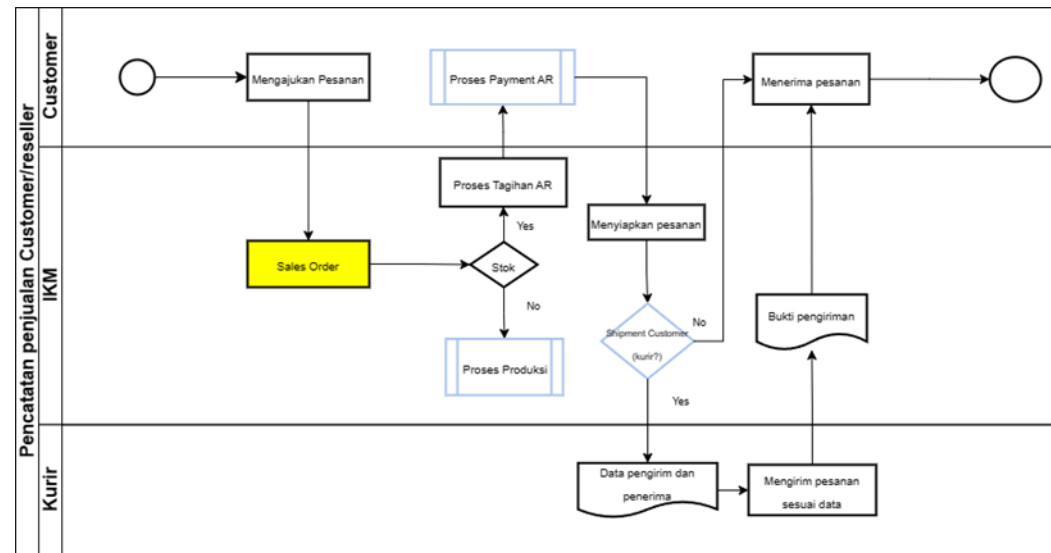 Pencatatan penjualan Customer/reseller
Customer
Mengajukan Pesanan
Proses Payment AR
Menerima pesanan
IKM
Proses Tagihan AR
Yes
Menyiapkan pesanan
Sales Order
Stok
No
Proses Produksi
Shipment Customer
(kurir?)
No
Yes
Bukti pengiriman
Kurir
Data pengirim dan
penerima
Mengirim pesanan
sesuai data